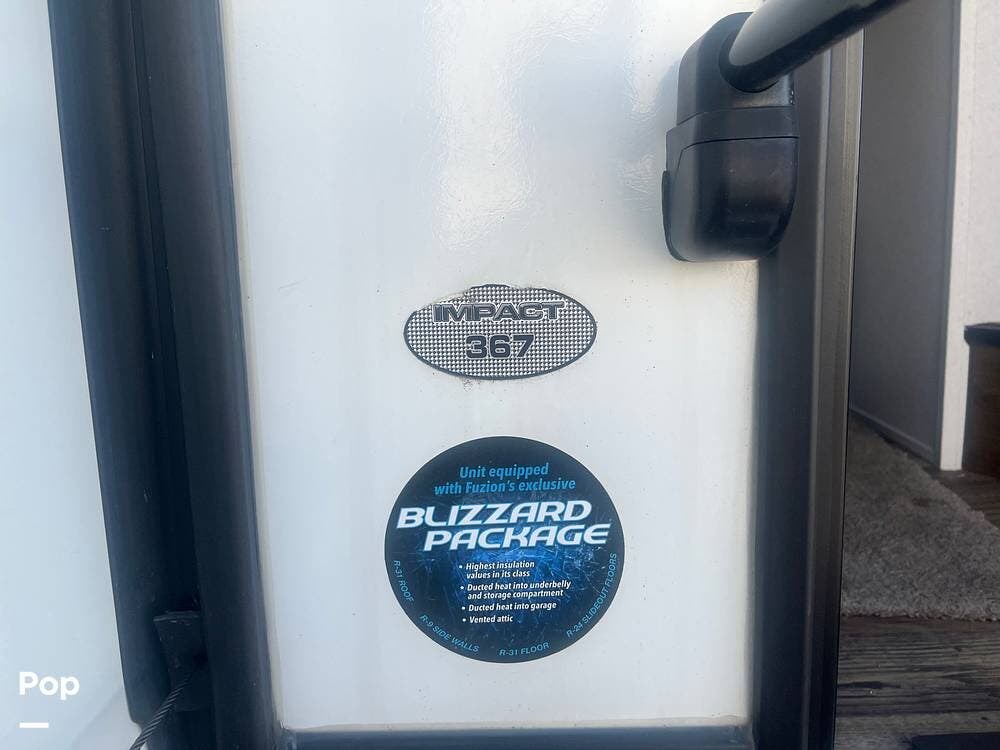 IMPACT
367
Unit equipped
with Fuzion's exclusive
BLIZZARD
PACKAGE
• Highest insulation
values in its class
• Ducted heat into underbelly
and storage compartment
• Ducted heat into garage
• Vented attic
R-31 ROOF
R-9 SIDE WALLS
R-31 FLOOR
R-24 SLIDEOUT FLOORS
Pop